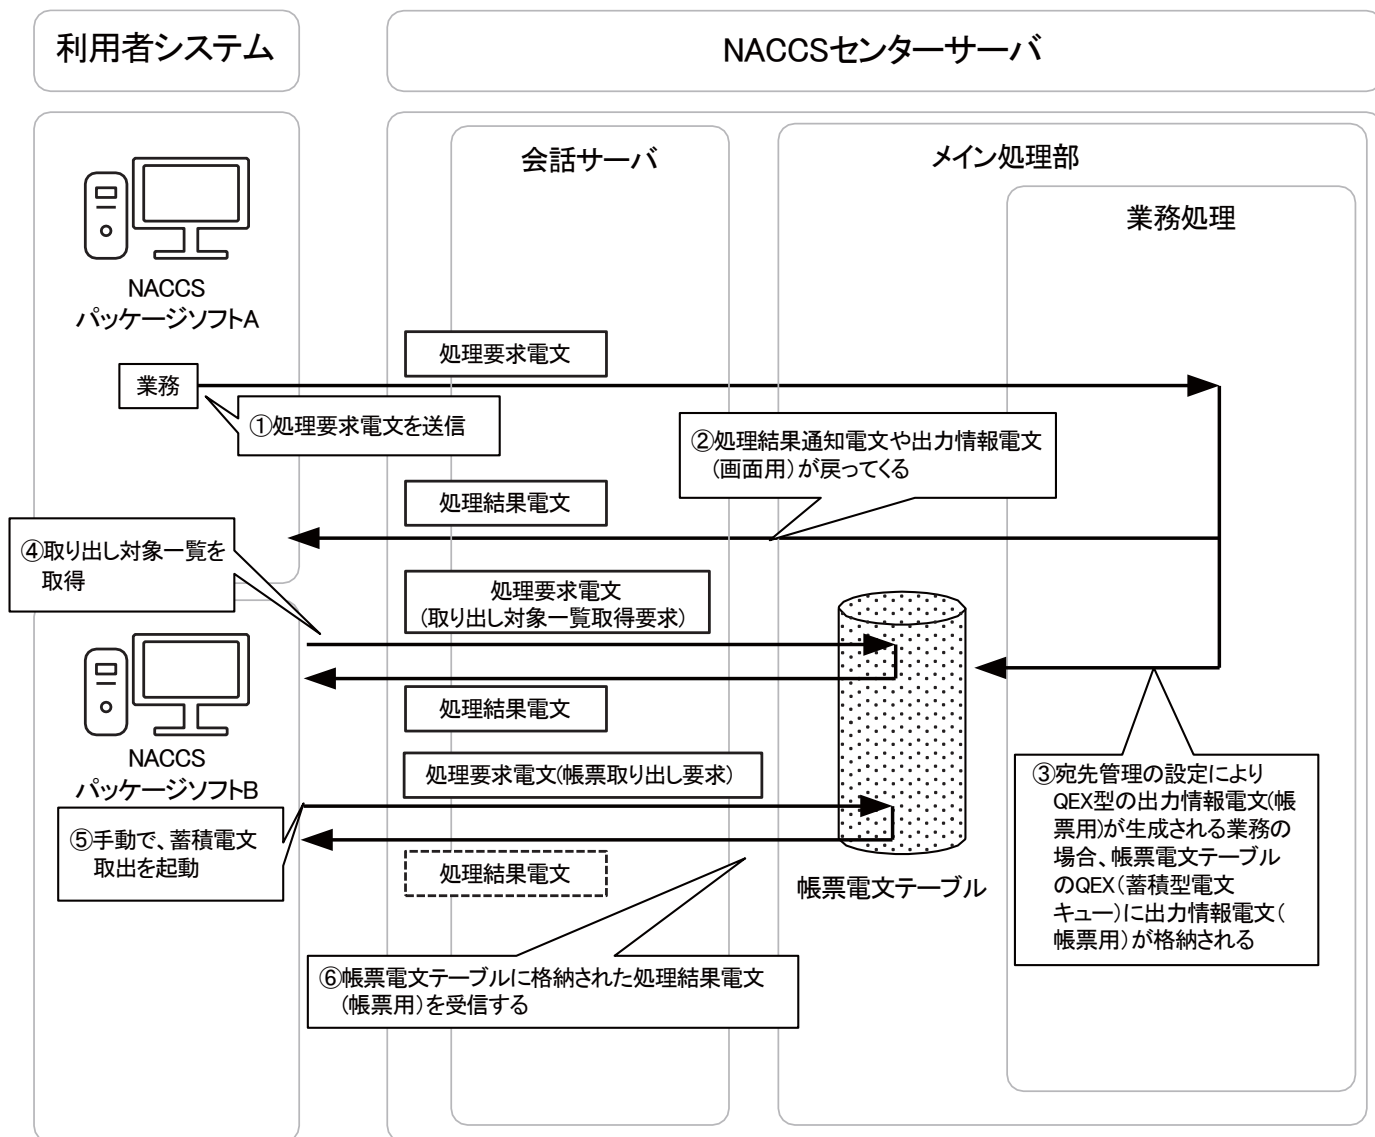 利用者システム
NACCSセンターサーバ
会話サーバ
メイン処理部
業務処理
NACCS
パッケージソフトA
処理要求電文
業務
①処理要求電文を送信
②処理結果通知電文や出力情報電文
(画面用)が戻ってくる
処理結果電文
④取り出し対象一覧を
取得
処理要求電文
(取り出し対象一覧取得要求)
処理結果電文
NACCS
パッケージソフトB
処理要求電文(帳票取り出し要求)
⑤手動で、蓄積電文
取出を起動
処理結果電文
帳票電文テーブル
③宛先管理の設定により
QEX型の出力情報電文(帳
票用)が生成される業務の
場合、帳票電文テーブル
のQEX(蓄積型電文
キュー)に出力情報電文(
帳票用)が格納される
⑥帳票電文テーブルに格納された処理結果電文
(帳票用)を受信する